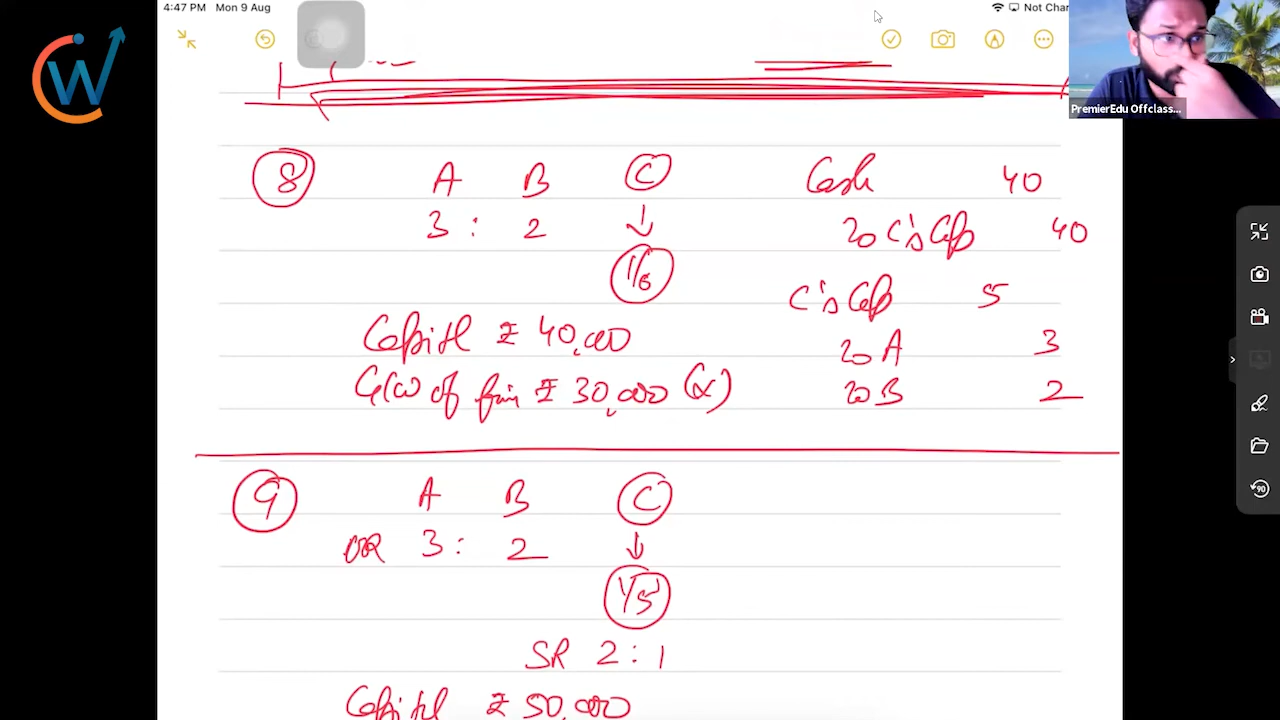 4:47 PM Mon 9 Aug
Not Char
CW
PremierEdu Offclass...
8 A B C
3 : 2
1/6
Capital ₹ 40,000
G/W of firm ₹ 30,000 (X)
Cash 40
To C's Cap 40
C's Cap 5
To A 3
To B 2
9 A B C
OR 3 : 2
1/5
SR 2 : 1
Capital ₹ 50,000
90